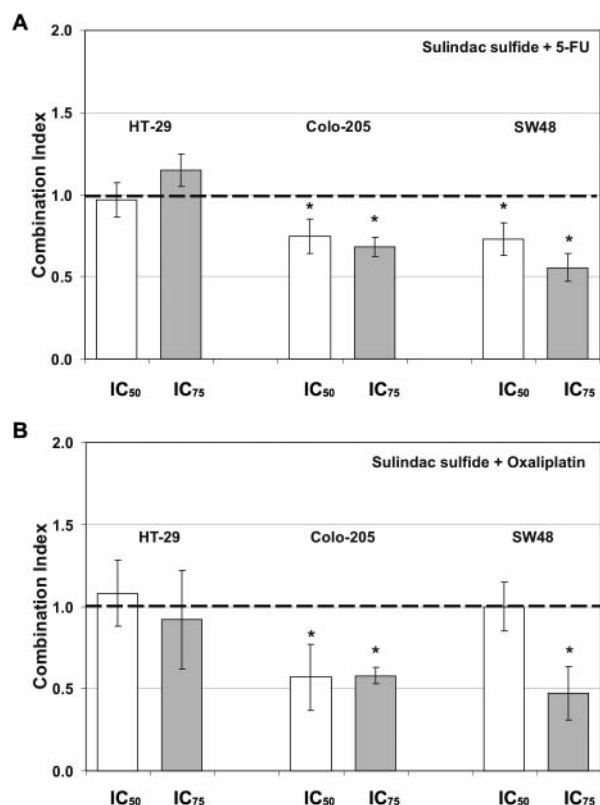 A
2.0
Sulindac sulfide + 5-FU
1.5
HT-29 Colo-205 SW48
1.0
* * * *
0.5
0.0
Combination Index
IC50 IC75 IC50 IC75 IC50 IC75
B
2.0
Sulindac sulfide + Oxaliplatin
1.5
HT-29 Colo-205 SW48
1.0
* * *
0.5
0.0
Combination Index
IC50 IC75 IC50 IC75 IC50 IC75